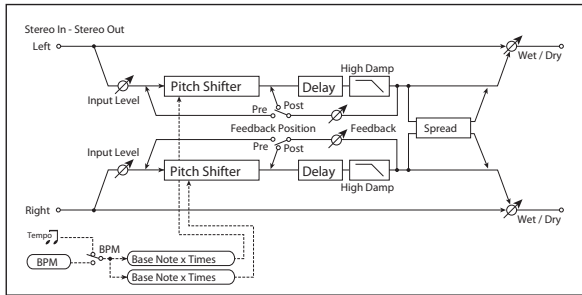 Stereo In - Stereo Out
Left
Wet / Dry
High Damp
Pitch Shifter
Delay
Input Level
Pre
Post
Feedback Position
Feedback
Spread
Input Level
Pre
Post
Pitch Shifter
Delay
High Damp
Right
Wet / Dry
Tempo
BPM
BPM
Base Note x Times
Base Note x Times